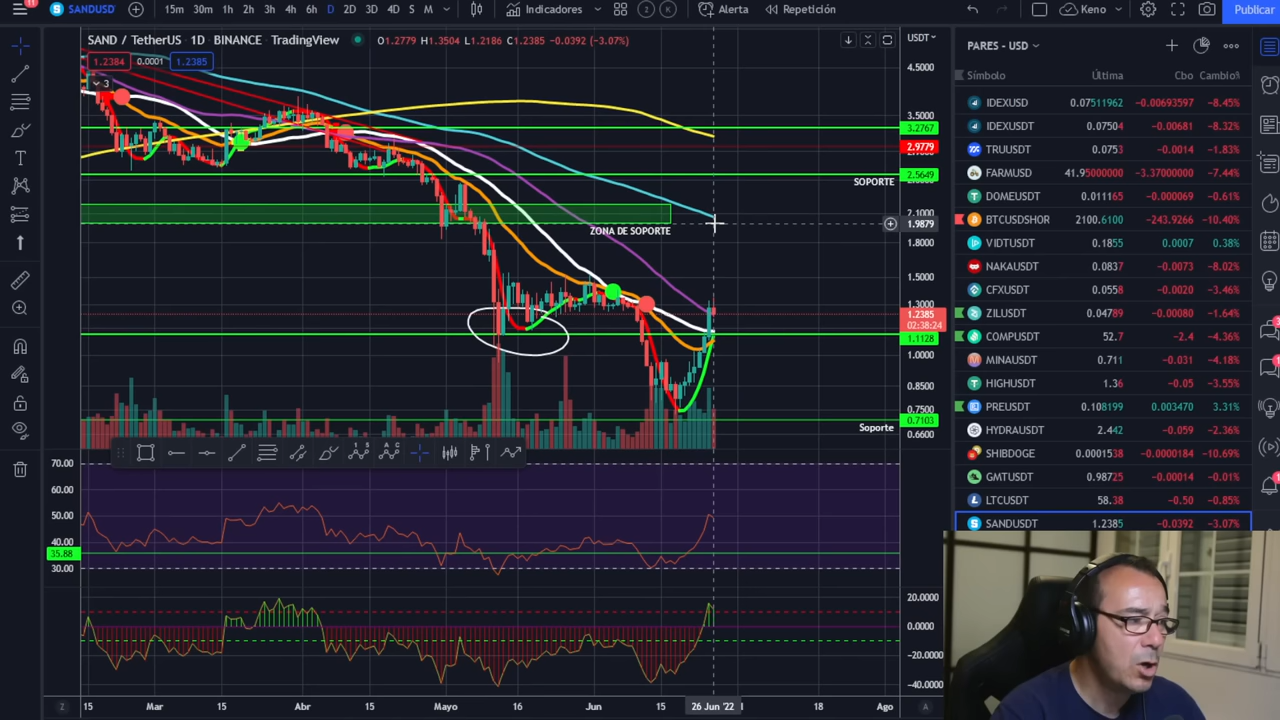 11
SANDUSD
15m 30m 1h 2h 3h 4h 6h D 2D 3D 4D S M
Indicadores
2
K
Alerta
Repetición
Keno
Publicar
SAND / TetherUS 1D BINANCE TradingView
O1.2779 H1.3504 L1.2186 C1.2385 -0.0392 (-3.07%)
1.2384 0.0001 1.2385
3
USDT
4.5000
3.5000
3.2767
2.9779
2.5649
SOPORTE
2.1000
1.9879
ZONA DE SOPORTE
1.8000
1.5000
1.3000
1.2385
02:38:24
1.1128
1.0000
0.8500
0.7500
0.7103
Soporte
0.6600
70.00
60.00
50.00
40.00
35.88
30.00
20.0000
0.0000
-20.0000
-40.0000
15 Mar 15 Abr 15 Mayo 16 Jun 15 26 Jun '22 18 Ago
Z
A
PARES - USD
Símbolo Última Cbo Cambio%
IDEXUSD 0.07511962 -0.00693597 -8.45%
IDEXUSDT 0.07504 -0.00681 -8.32%
TRUUSDT 0.0753 -0.0014 -1.83%
FARMUSD 41.95000000 -3.37000000 -7.44%
DOMEUSDT 0.011165 -0.000069 -0.61%
BTCUSDSHOR 2100.6100 -243.9266 -10.40%
VIDTUSDT 0.1855 0.0007 0.38%
NAKAUSDT 0.0837 -0.0073 -8.02%
CFXUSDT 0.0558 -0.0020 -3.46%
ZILUSDT 0.04789 -0.00080 -1.64%
COMPUSDT 52.7 -2.4 -4.36%
MINAUSDT 0.711 -0.031 -4.18%
HIGHUSDT 1.36 -0.05 -3.55%
PREUSDT 0.108199 0.003470 3.31%
HYDRAUSDT 2.442 -0.059 -2.36%
SHIBDOGE 0.0001538 -0.0000184 -10.69%
GMTUSDT 0.98725 -0.00014 -0.01%
LTCUSDT 58.38 -0.50 -0.85%
SANDUSDT 1.2385 -0.0392 -3.07%